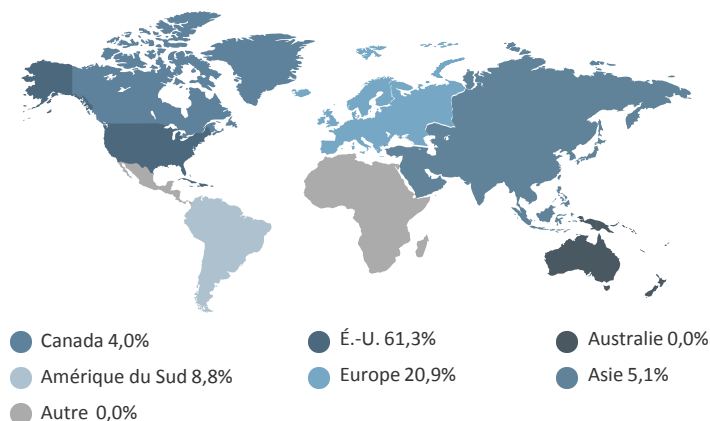 Canada 4,0%
É.-U. 61,3%
Australie 0,0%
Amérique du Sud 8,8%
Europe 20,9%
Asie 5,1%
Autre 0,0%